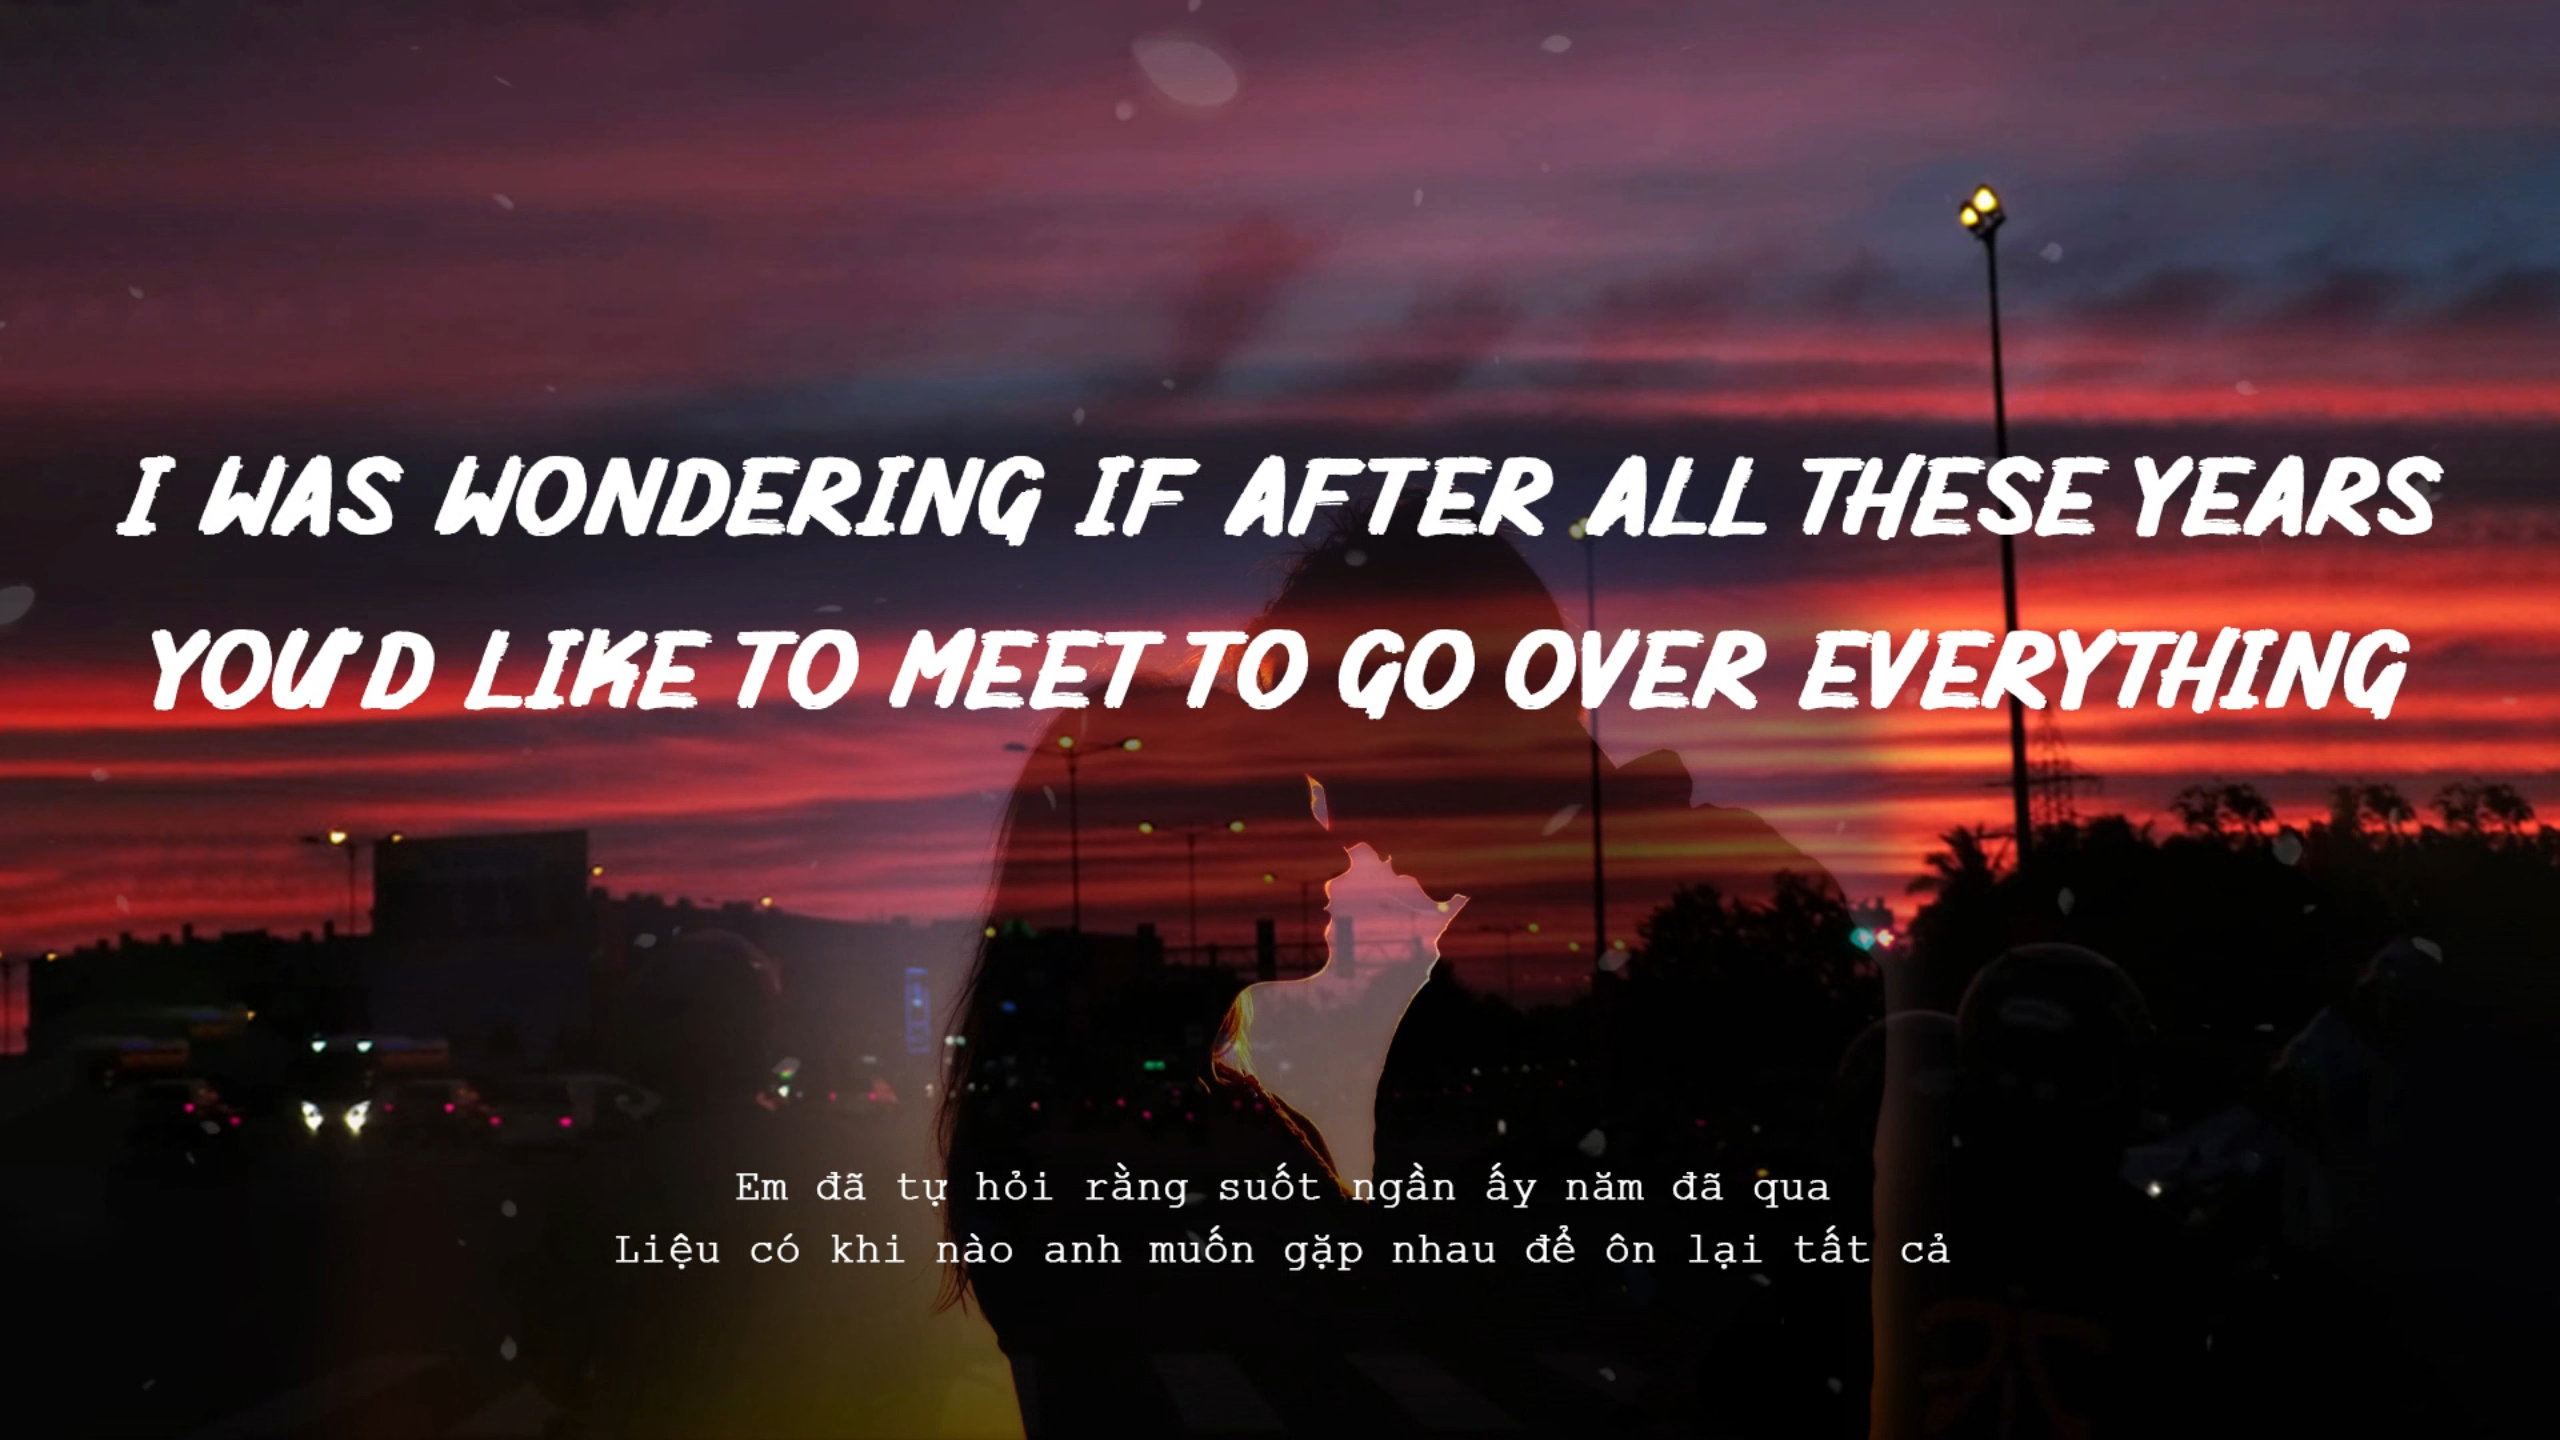 I WAS WONDERING IF AFTER ALL THESE YEARS
YOU'D LIKE TO MEET TO GO OVER EVERYTHING
Em đã tự hỏi rằng suốt ngần ấy năm đã qua
Liệu có khi nào anh muốn gặp nhau để ôn lại tất cả